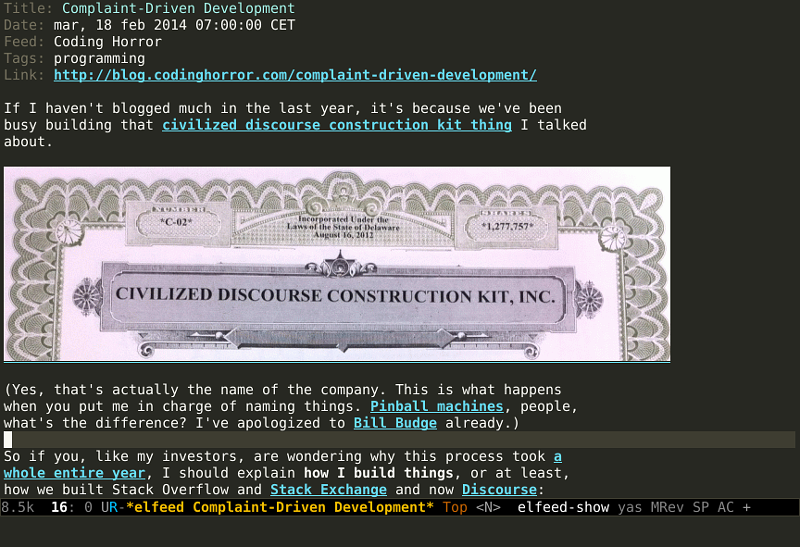 Title: Complaint-Driven Development
Date: mar, 18 feb 2014 07:00:00 CET
Feed: Coding Horror
Tags: programming
Link: http://blog.codinghorror.com/complaint-driven-development/
If I haven't blogged much in the last year, it's because we've been
busy building that civilized discourse construction kit thing I talked
about.
NUMBER
*C-02*
Incorporated Under the
Laws of the State of Delaware
August 16, 2012
SHARES
*1,277,757*
CIVILIZED DISCOURSE CONSTRUCTION KIT, INC.
(Yes, that's actually the name of the company. This is what happens
when you put me in charge of naming things. Pinball machines, people,
what's the difference? I've apologized to Bill Budge already.)
So if you, like my investors, are wondering why this process took a
whole entire year, I should explain how I build things, or at least,
how we built Stack Overflow and Stack Exchange and now Discourse:
8.5k 16: 0 UR-*elfeed Complaint-Driven Development* Top <N> elfeed-show yas MRev SP AC +